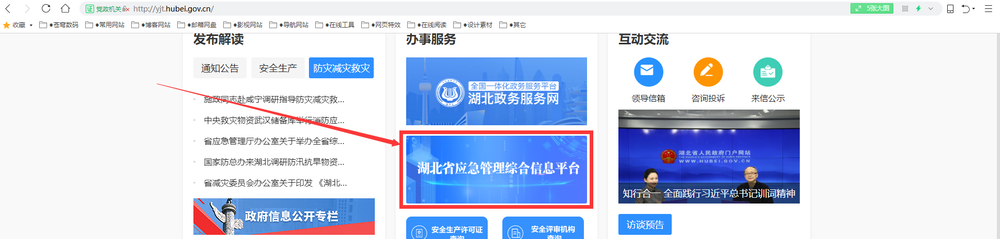 证 党政机关 http://yjt.hubei.gov.cn/ 5张大图
收藏 ●苍穹数码 ●常用网站 ●博客网站 ●邮箱网盘 ●影视网站 ●导航网站 ●在线工具 ●网页特效 ●在线阅读 ●设计素材 ●其它
发布解读
通知公告 安全生产 防灾减灾救灾
施政同志赴咸宁调研指导防灾减灾救...
中央救灾物资武汉储备库举行消防应...
省应急管理厅办公室关于举办全省综...
国家防总办来湖北调研防汛抗旱物资...
省减灾委员会办公室关于印发 《湖北...
政府信息公开专栏
办事服务
全国一体化政务服务平台
湖北政务服务网
湖北省应急管理综合信息平台
安全生产许可证
查询
安全评审机构
查询
互动交流
领导信箱 咨询投诉 来信公示
湖北省人民政府门户网站
THE PEOPLE'S GOVERNMENT OF HUBEI PROVINCE
WWW.HUBEI.GOV.CN
知行合一 全面践行习近平总书记训词精神
访谈预告